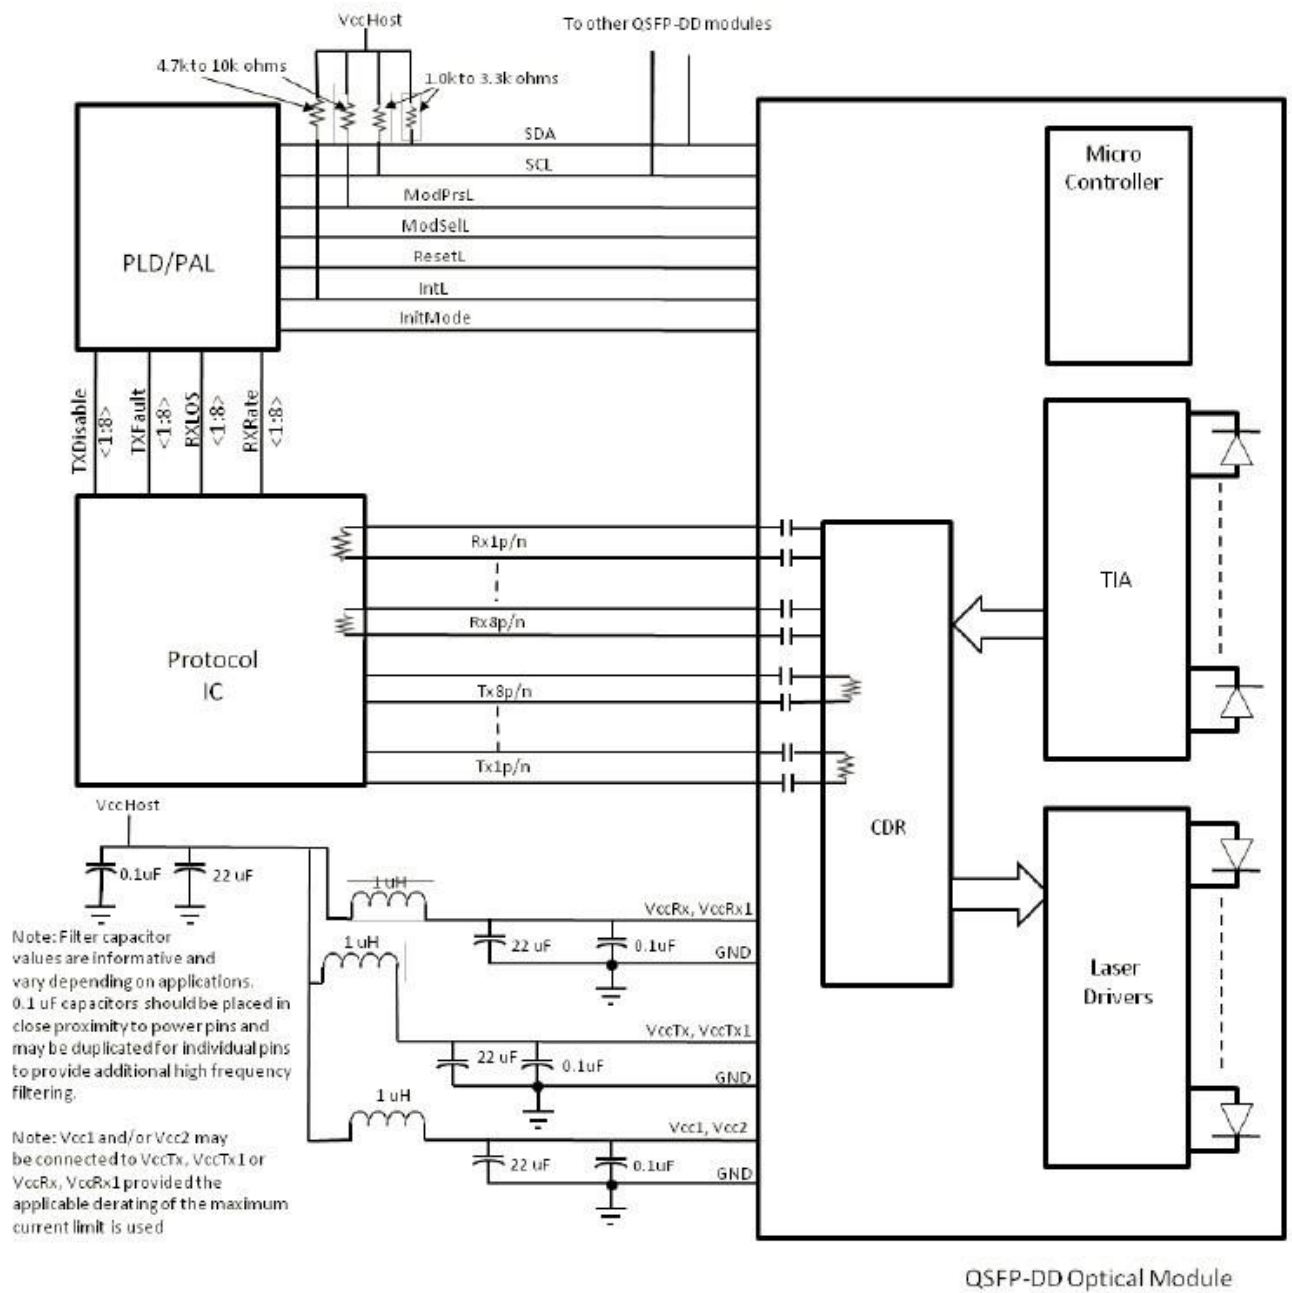 VccHost
To other QSFP-DD modules
4.7k to 10k ohms
1.0k to 3.3k ohms
SDA
SCL
ModPrsL
ModSelL
ResetL
IntL
InitMode
PLD/PAL
Micro
Controller
TXDisable
<1:8>
TXFault
<1:8>
RXLOS
<1:8>
RXRate
<1:8>
Rx1p/n
Rx8p/n
Tx8p/n
Tx1p/n
Protocol
IC
TIA
CDR
Laser
Drivers
VccHost
0.1uF
22 uF
1 uH
VccRx, VccRx1
22 uF
0.1uF
GND
1 uH
VccTx, VccTx1
22 uF
0.1uF
GND
1 uH
Vcc1, Vcc2
22 uF
0.1uF
GND
Note: Filter capacitor
values are informative and
vary depending on applications.
0.1 uF capacitors should be placed in
close proximity to power pins and
may be duplicated for individual pins
to provide additional high frequency
filtering.
Note: Vcc1 and/or Vcc2 may
be connected to VccTx, VccTx1 or
VccRx, VccRx1 provided the
applicable derating of the maximum
current limit is used
QSFP-DD Optical Module